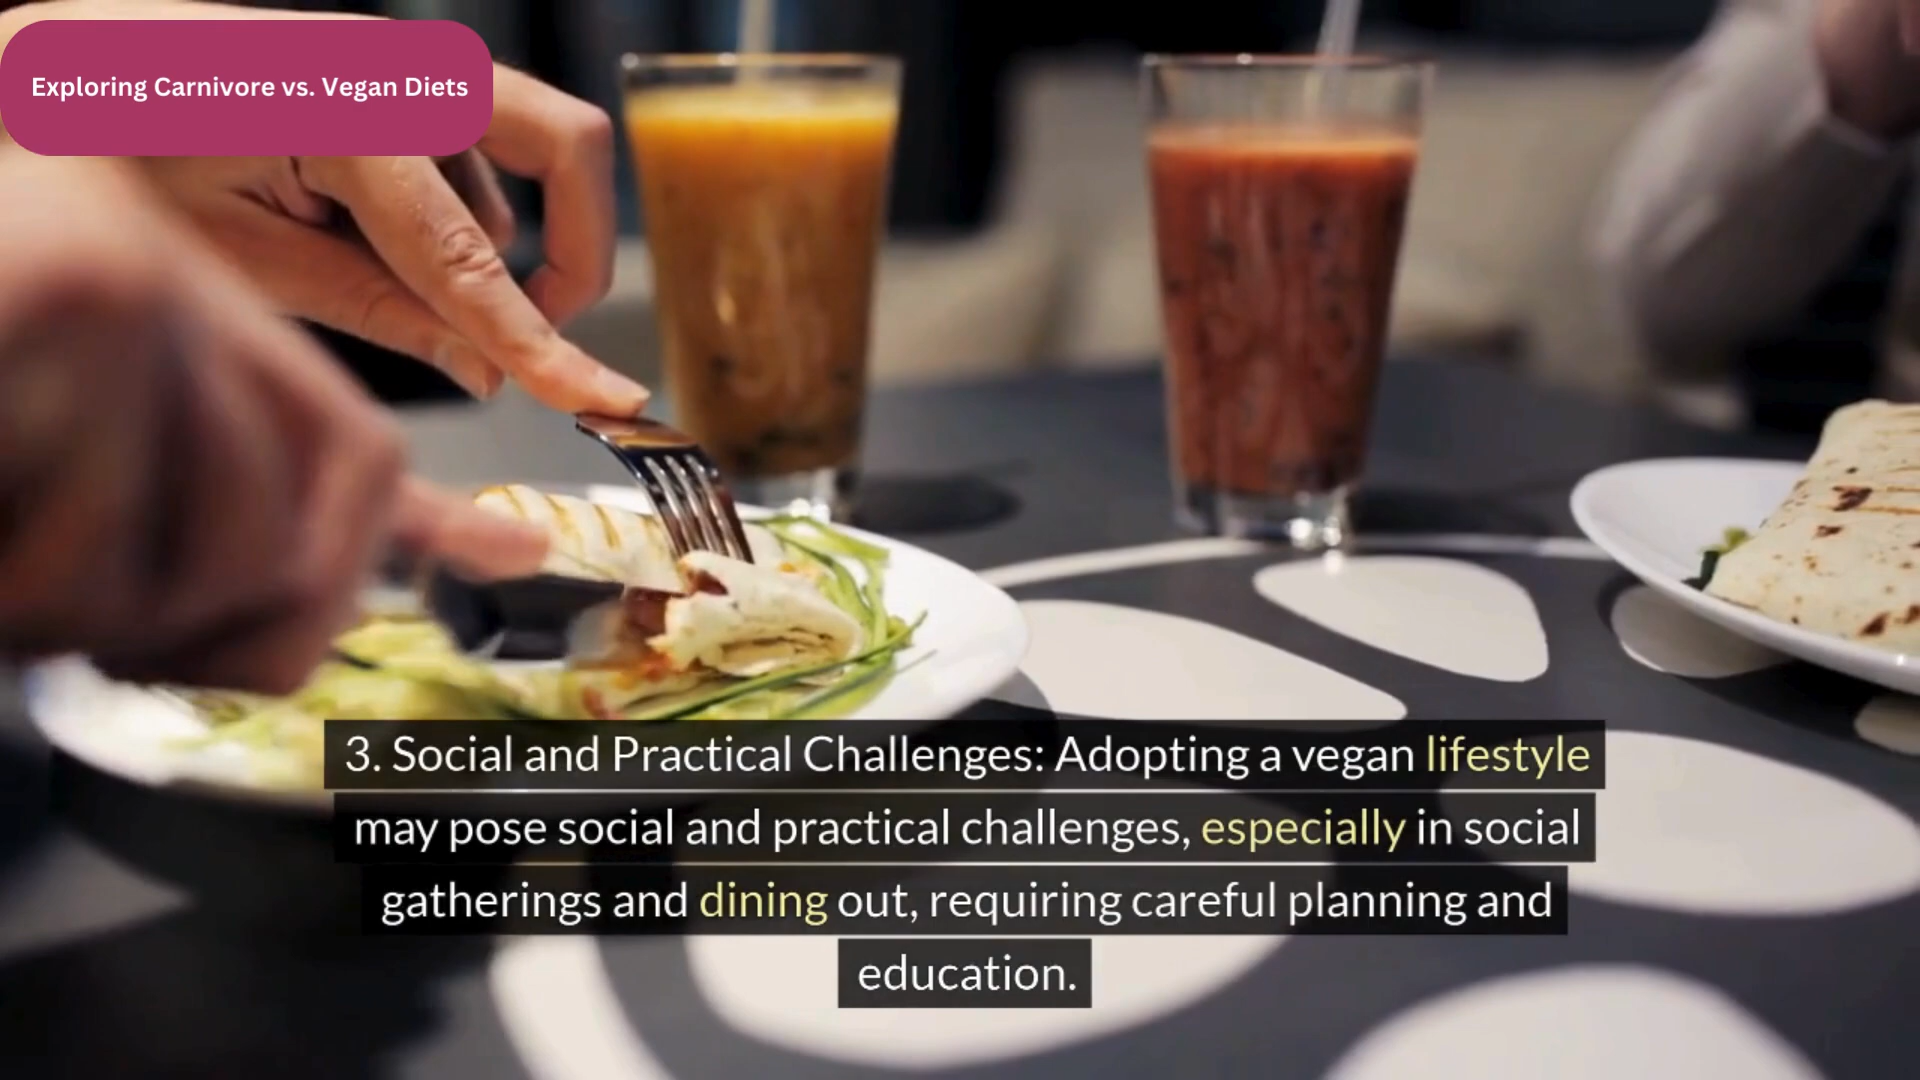 Exploring Carnivore vs. Vegan Diets
3. Social and Practical Challenges: Adopting a vegan lifestyle
may pose social and practical challenges, especially in social
gatherings and dining out, requiring careful planning and
education.